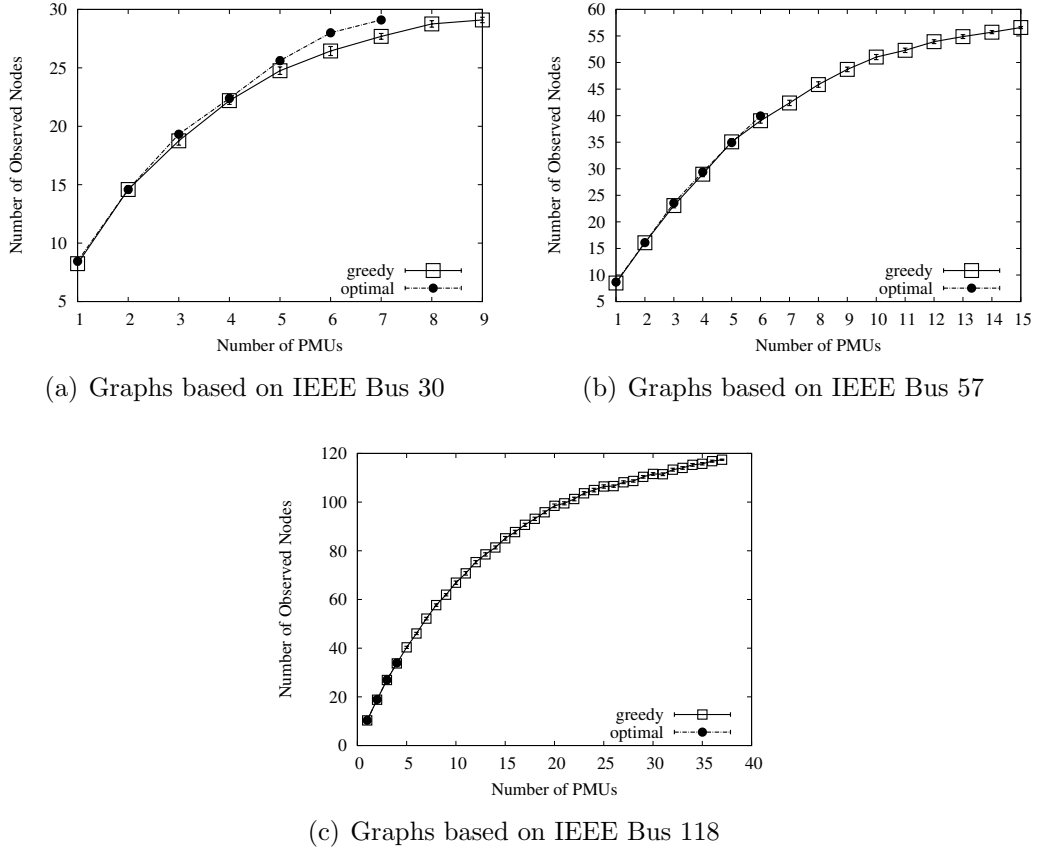 30
25
20
15
10
5
Number of Observed Nodes
greedy
optimal
1 2 3 4 5 6 7 8 9
Number of PMUs
(a) Graphs based on IEEE Bus 30
60
55
50
45
40
35
30
25
20
15
10
5
Number of Observed Nodes
greedy
optimal
1 2 3 4 5 6 7 8 9 10 11 12 13 14 15
Number of PMUs
(b) Graphs based on IEEE Bus 57
120
100
80
60
40
20
0
Number of Observed Nodes
greedy
optimal
0 5 10 15 20 25 30 35 40
Number of PMUs
(c) Graphs based on IEEE Bus 118